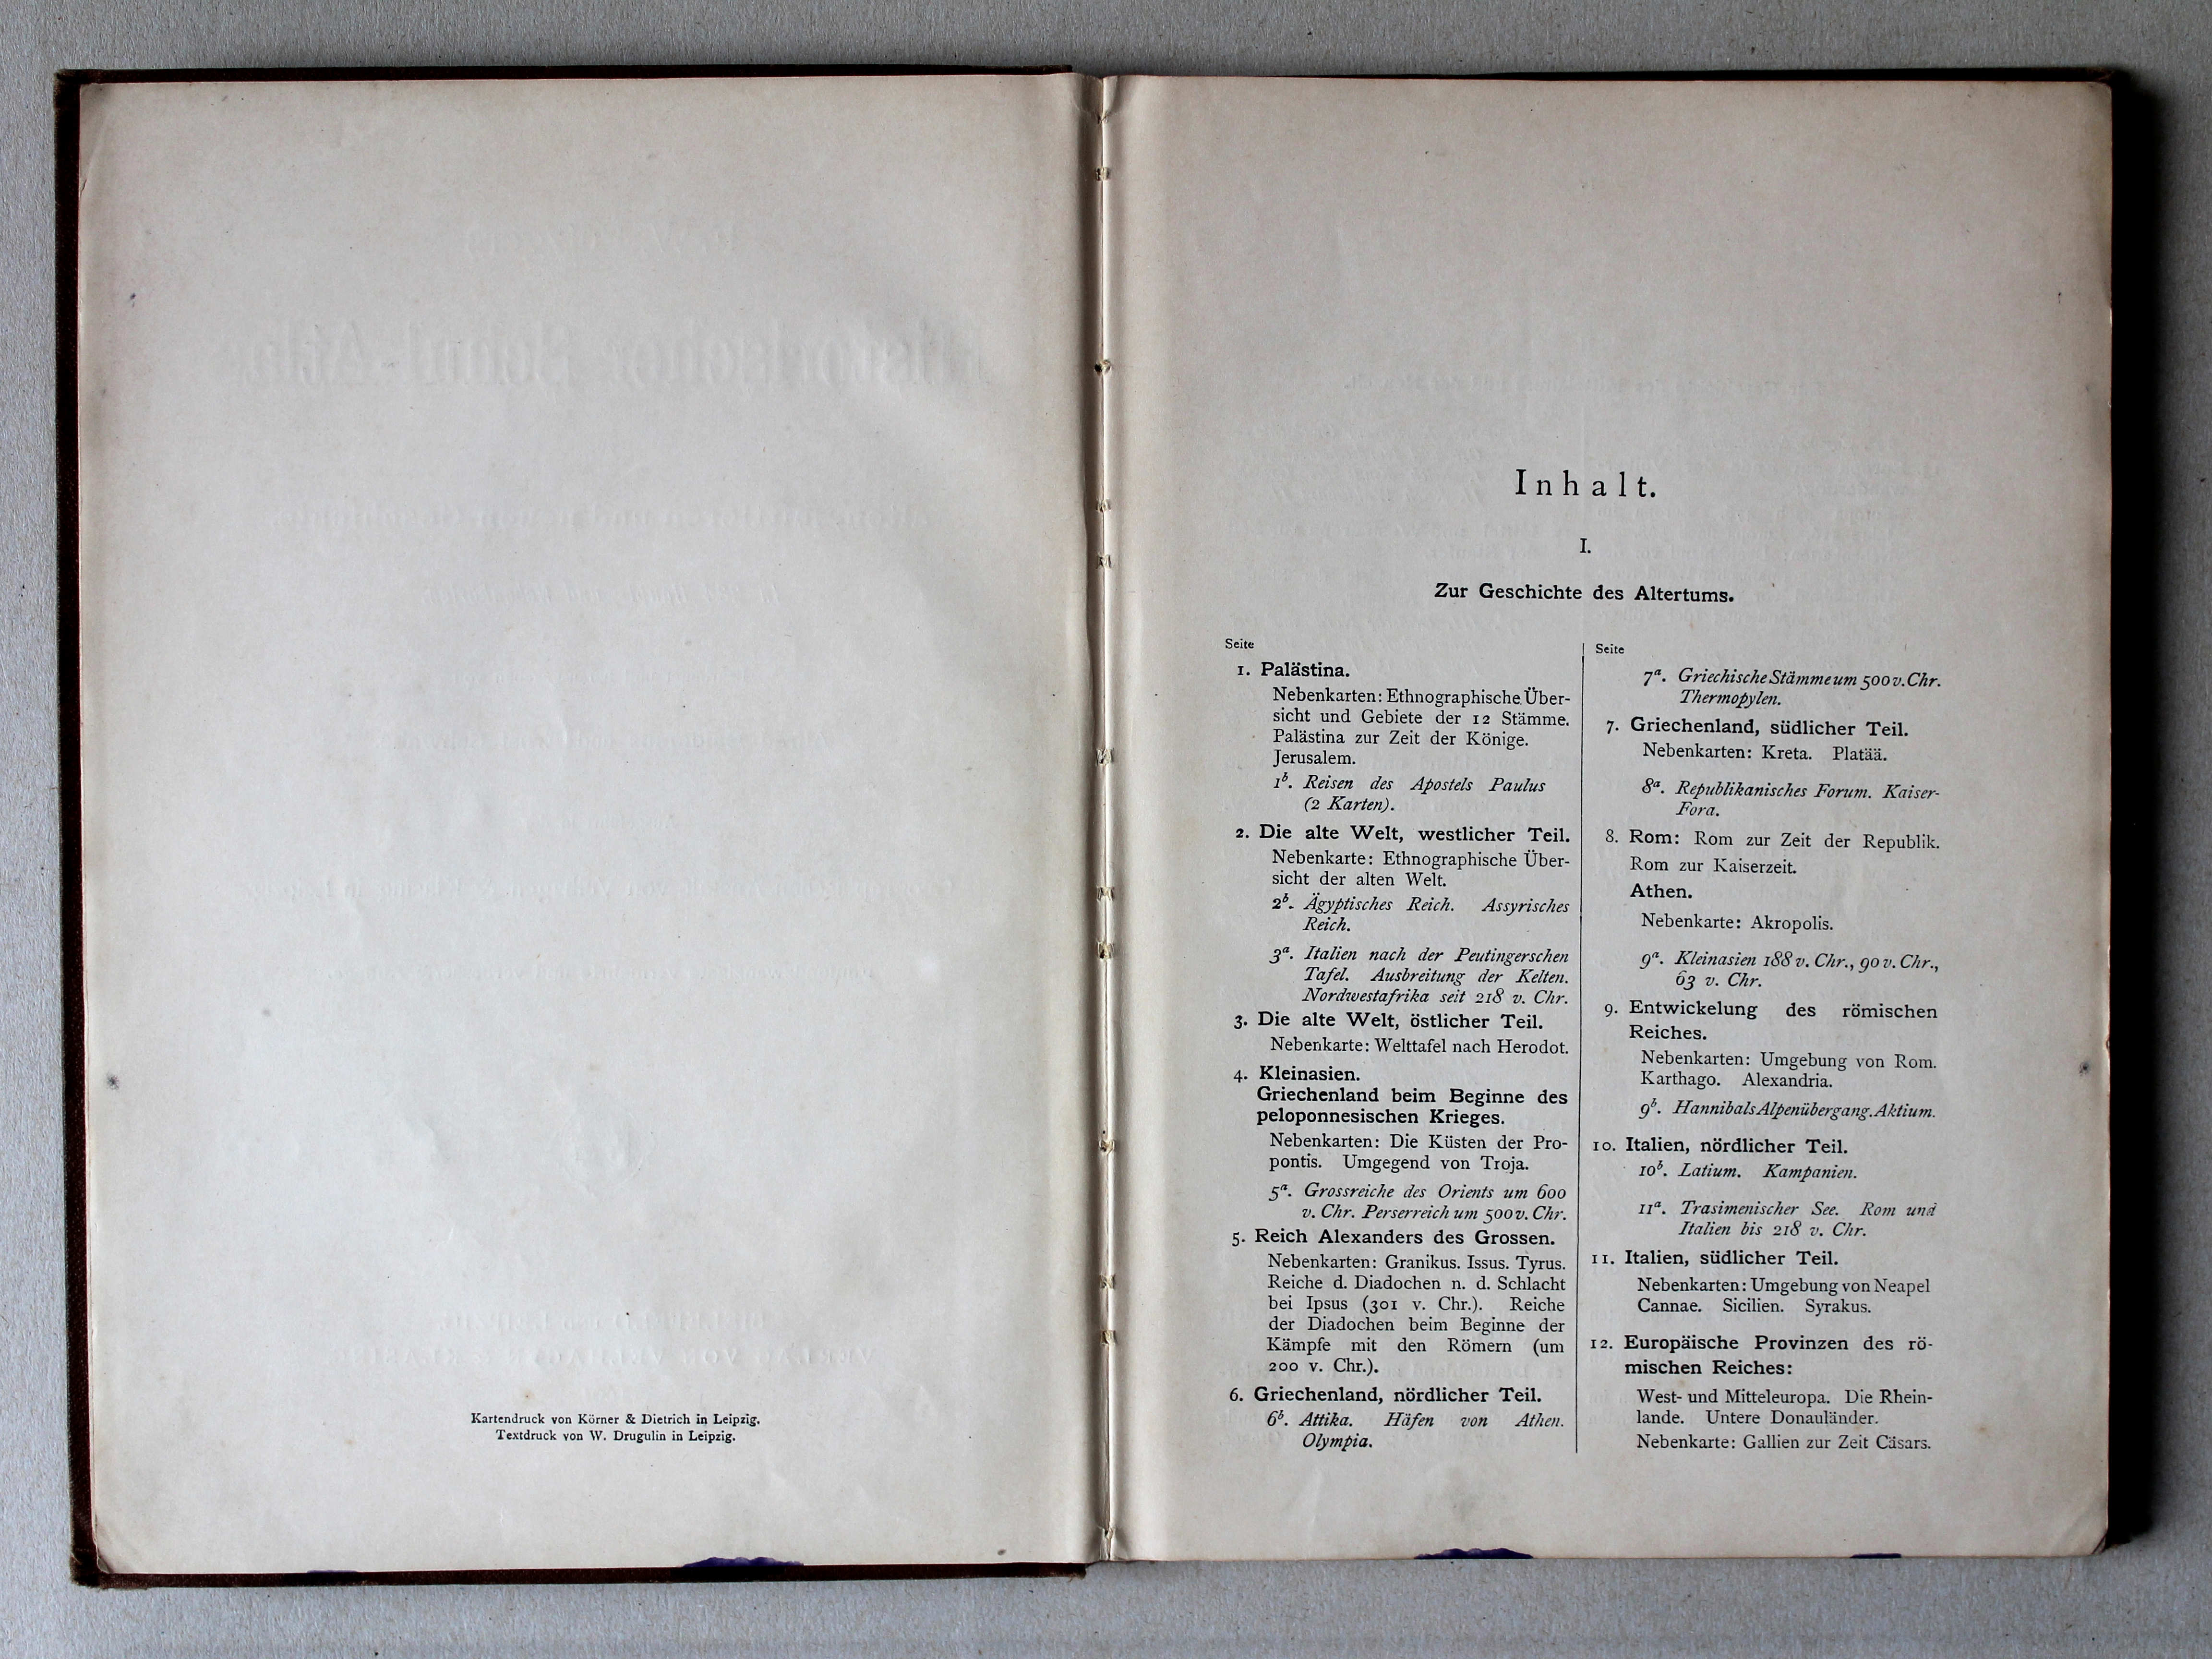 Kartendruck von Körner & Dietrich in Leipzig.
Textdruck von W. Drugulin in Leipzig.
Inhalt.
I.
Zur Geschichte des Altertums.
Seite
1. Palästina.
Nebenkarten: Ethnographische Über-
sicht und Gebiete der 12 Stämme.
Palästina zur Zeit der Könige.
Jerusalem.
1b. Reisen des Apostels Paulus
(2 Karten).
2. Die alte Welt, westlicher Teil.
Nebenkarte: Ethnographische Über-
sicht der alten Welt.
2b. Ägyptisches Reich. Assyrisches
Reich.
3a. Italien nach der Peutingerschen
Tafel. Ausbreitung der Kelten.
Nordwestafrika seit 218 v. Chr.
3. Die alte Welt, östlicher Teil.
Nebenkarte: Welttafel nach Herodot.
4. Kleinasien.
Griechenland beim Beginne des
peloponnesischen Krieges.
Nebenkarten: Die Küsten der Pro-
pontis. Umgegend von Troja.
5a. Grossreiche des Orients um 600
v. Chr. Perserreich um 500 v. Chr.
5. Reich Alexanders des Grossen.
Nebenkarten: Granikus. Issus. Tyrus.
Reiche d. Diadochen n. d. Schlacht
bei Ipsus (301 v. Chr.). Reiche
der Diadochen beim Beginne der
Kämpfe mit den Römern (um
200 v. Chr.).
6. Griechenland, nördlicher Teil.
6b. Attika. Häfen von Athen.
Olympia.
Seite
7a. Griechische Stämme um 500 v. Chr.
Thermopylen.
7. Griechenland, südlicher Teil.
Nebenkarten: Kreta. Platää.
8a. Republikanisches Forum. Kaiser-
Fora.
8. Rom: Rom zur Zeit der Republik.
Rom zur Kaiserzeit.
Athen.
Nebenkarte: Akropolis.
9a. Kleinasien 188 v. Chr., 90 v. Chr.,
63 v. Chr.
9. Entwickelung des römischen
Reiches.
Nebenkarten: Umgebung von Rom.
Karthago. Alexandria.
9b. Hannibals Alpenübergang. Aktium.
10. Italien, nördlicher Teil.
10b. Latium. Kampanien.
11a. Trasimenischer See. Rom und
Italien bis 218 v. Chr.
11. Italien, südlicher Teil.
Nebenkarten: Umgebung von Neapel
Cannae. Sicilien. Syrakus.
12. Europäische Provinzen des rö-
mischen Reiches:
West- und Mitteleuropa. Die Rhein-
lande. Untere Donauländer.
Nebenkarte: Gallien zur Zeit Cäsars.